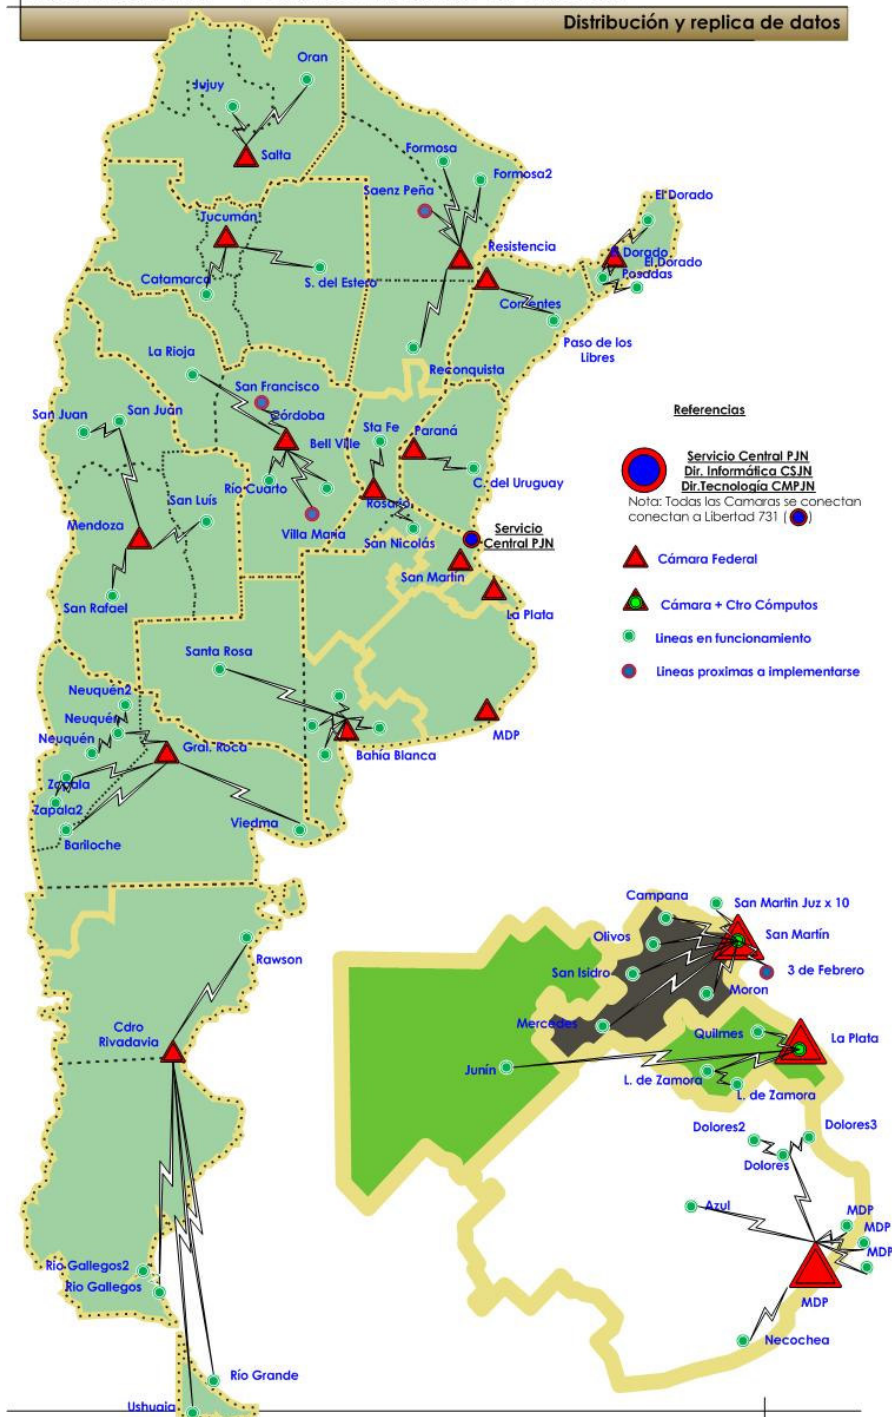 Distribución y replica de datos
Oran
Jujuy
Salta
Formosa
Formosa2
Saenz Peña
El Dorado
Tucumán
Resistencia
El Dorado
El Dorado
Posadas
Catamarca
S. del Estero
Corrientes
Paso de los
Libres
La Rioja
Reconquista
San Francisco
San Juan
San Juán
Córdoba
Sta Fe
Paraná
Bell Ville
Referencias
Servicio Central PJN
Dir. Informática CSJN
Dir.Tecnología CMPJN
Nota: Todas las Camaras se conectan
conectan a Libertad 731 ( )
Río Cuarto
C. del Uruguay
San Luís
Rosario
Mendoza
Villa Maria
San Nicolás
Servicio
Central PJN
Cámara Federal
San Martín
San Rafael
La Plata
Cámara + Ctro Cómputos
Lineas en funcionamiento
Santa Rosa
Lineas proximas a implementarse
Neuquén2
Neuquén
Neuquén
Gral. Roca
MDP
Bahía Blanca
Zapala
Zapala2
Viedma
Bariloche
Campana
San Martin Juz x 10
Olivos
San Martín
Rawson
San Isidro
3 de Febrero
Moron
Cdro
Rivadavia
Mercedes
Quilmes
La Plata
Junín
L. de Zamora
L. de Zamora
Dolores2
Dolores3
Dolores
Azul
MDP
MDP
MDP
Rio Gallegos2
Rio Gallegos
MDP
Necochea
Río Grande
Ushuaia